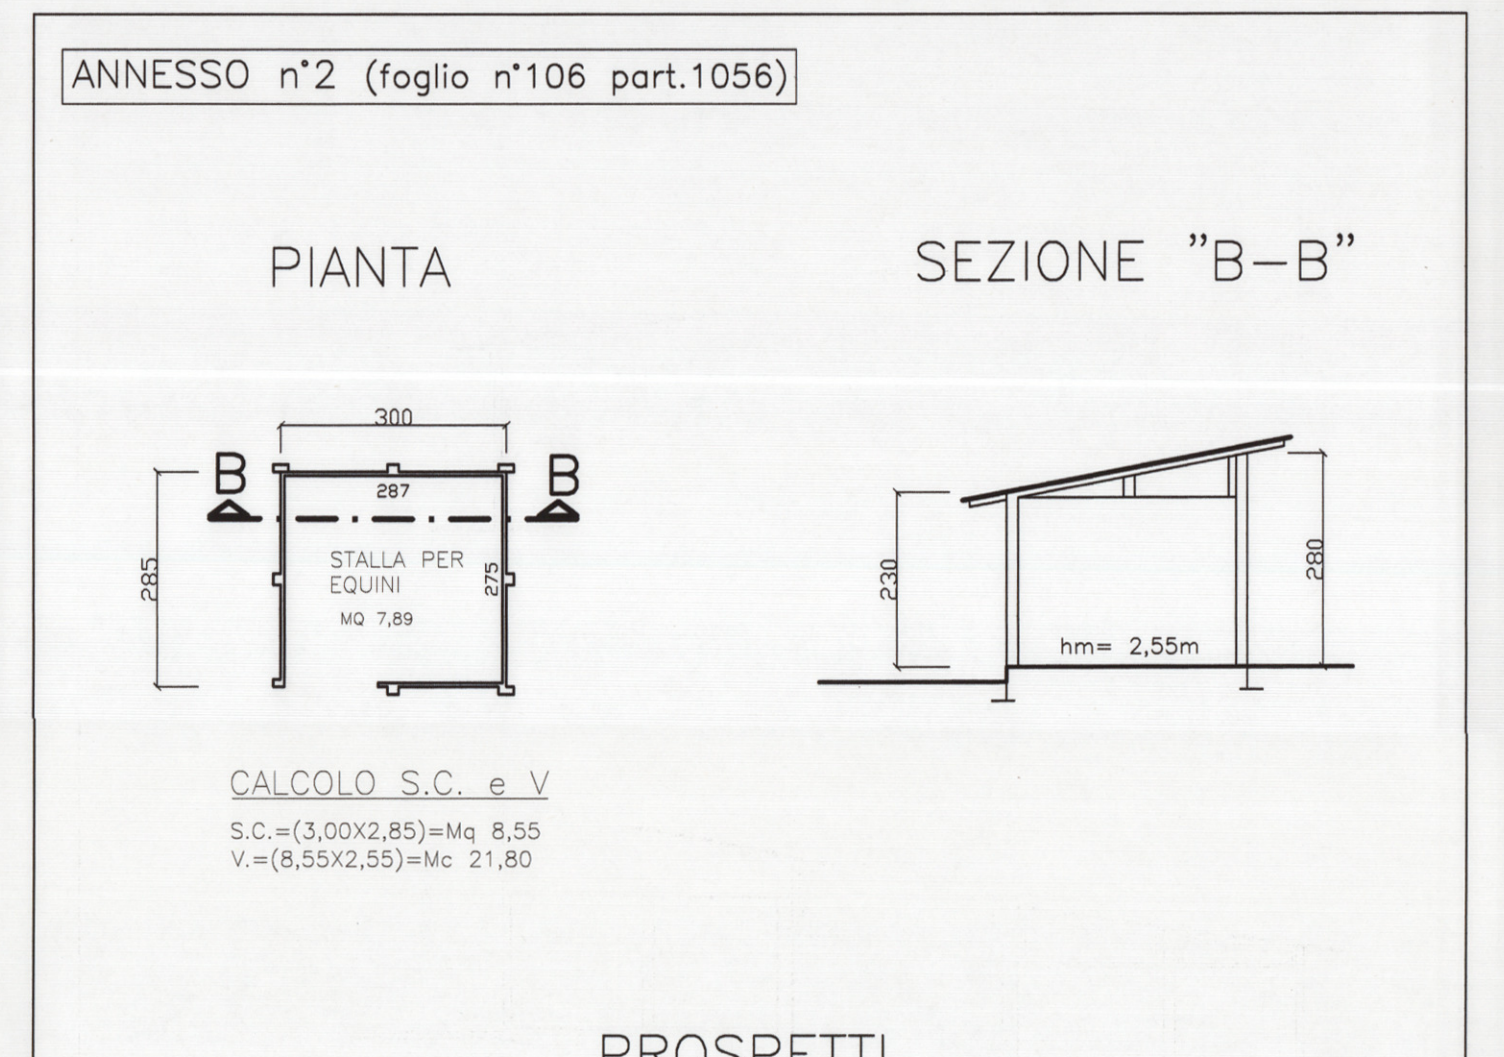 ANNESSO n°2 (foglio n°106 part.1056)
PIANTA
SEZIONE "B-B"
300
B
B
287
285
STALLA PER
EQUINI
275
MQ 7,89
230
280
hm= 2,55m
CALCOLO S.C. e V
S.C.=(3,00X2,85)=Mq 8,55
V.=(8,55X2,55)=Mc 21,80
PROSPETTI